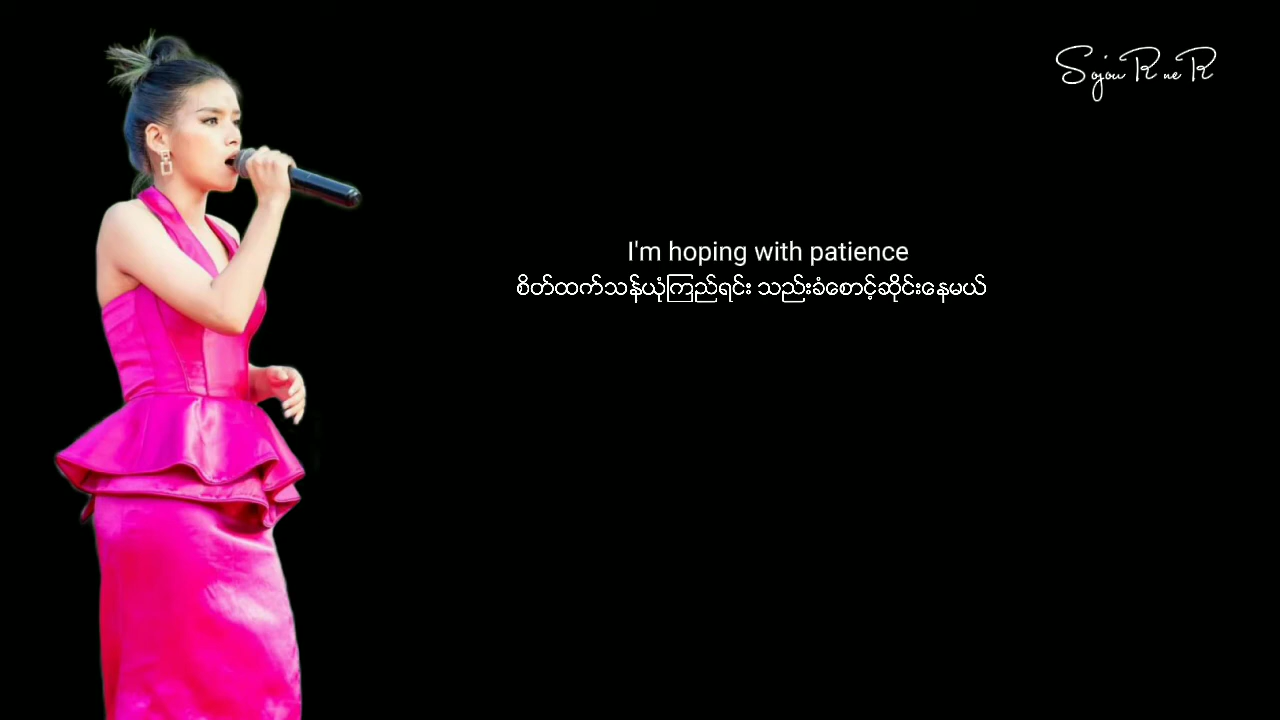 SojouRneR
I'm hoping with patience
စိတ်ထက်သန်ယုံကြည်ရင်း သည်းခံစောင့်ဆိုင်းနေမယ်